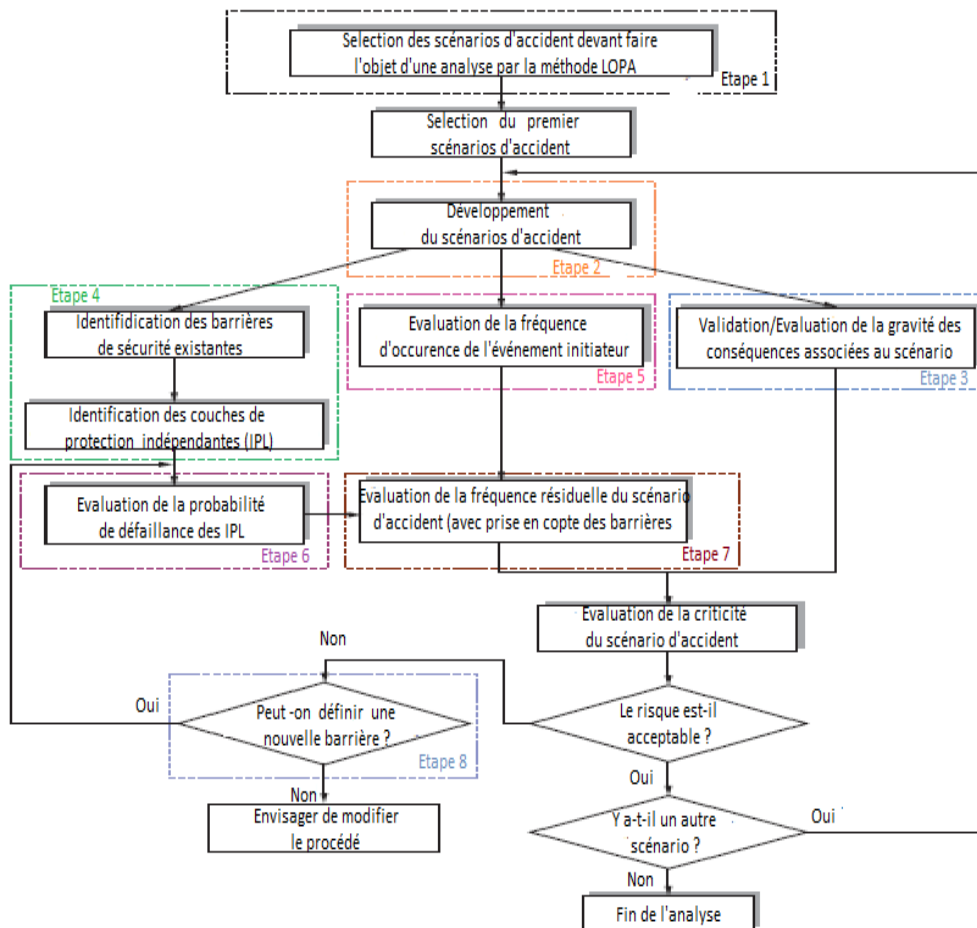 Selection des scénarios d'accident devant faire
l'objet d'une analyse par la méthode LOPA
Etape 1
Selection du premier
scénarios d'accident
Développement
du scénarios d'accident
Etape 2
Etape 4
Identifidication des barrières
de sécurité existantes
Evaluation de la fréquence
d'occurence de l'événement initiateur
Etape 5
Validation/Evaluation de la gravité des
conséquences associées au scénario
Etape 3
Identification des couches de
protection indépendantes (IPL)
Evaluation de la probabilité
de défaillance des IPL
Etape 6
Evaluation de la fréquence résiduelle du scénario
d'accident (avec prise en copte des barrières
Etape 7
Evaluation de la criticité
du scénario d'accident
Non
Oui
Peut -on définir une
nouvelle barrière ?
Etape 8
Le risque est-il
acceptable ?
Oui
Non
Envisager de modifier
le procédé
Y a-t-il un autre
scénario ?
Oui
Non
Fin de l'analyse